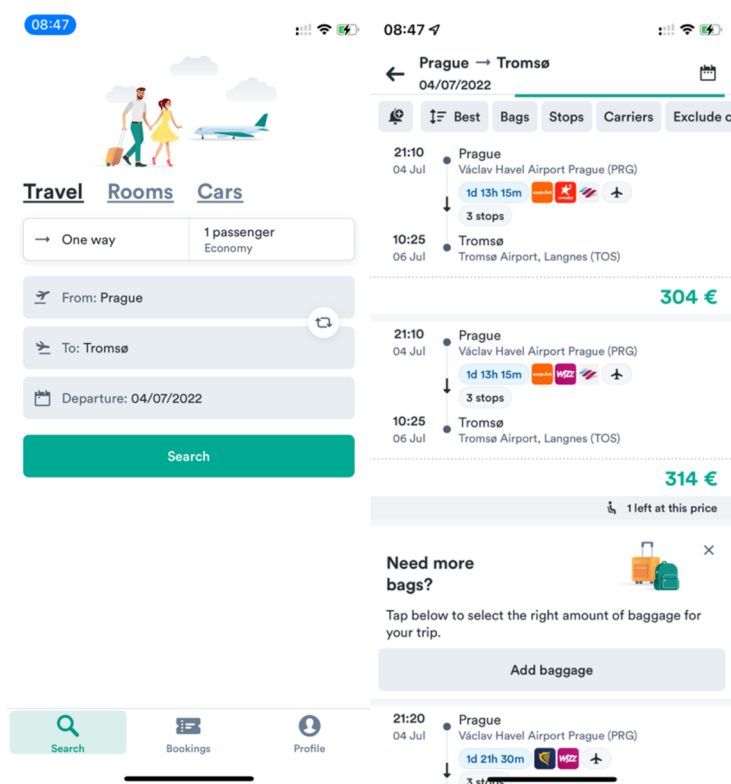 08:47
Travel Rooms Cars
One way
1 passenger
Economy
From: Prague
To: Tromsø
Departure: 04/07/2022
Search
Search
Bookings
Profile
08:47
Prague → Tromsø
04/07/2022
Best
Bags
Stops
Carriers
Exclude c
21:10 Prague
04 Jul Václav Havel Airport Prague (PRG)
1d 13h 15m
3 stops
10:25 Tromsø
06 Jul Tromsø Airport, Langnes (TOS)
304 €
21:10 Prague
04 Jul Václav Havel Airport Prague (PRG)
1d 13h 15m
WIZZ
3 stops
10:25 Tromsø
06 Jul Tromsø Airport, Langnes (TOS)
314 €
1 left at this price
Need more
bags?
Tap below to select the right amount of baggage for
your trip.
Add baggage
21:20 Prague
04 Jul Václav Havel Airport Prague (PRG)
1d 21h 30m
WIZZ
3 stops